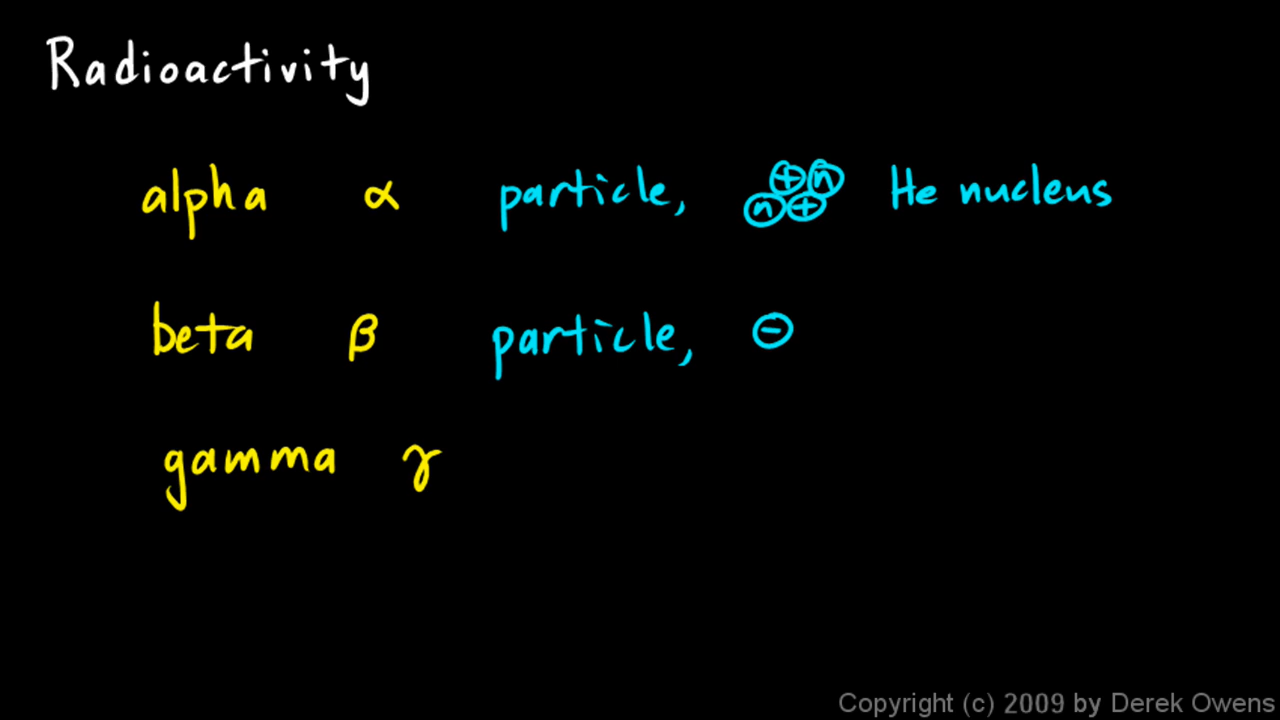 Radioactivity
alpha α particle, + n n + He nucleus
beta β particle, −
gamma γ
Copyright (c) 2009 by Derek Owens